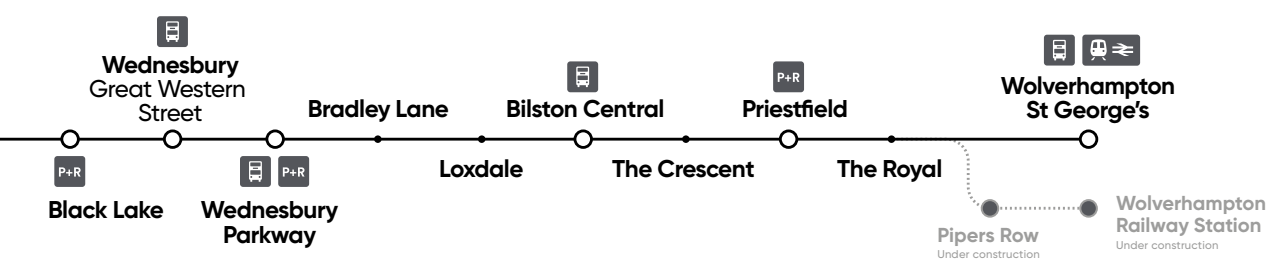 Wednesbury
Great Western
Street
Bradley Lane
Bilston Central
P+R
Priestfield
Wolverhampton
St George's
P+R
Black Lake
P+R
Wednesbury
Parkway
Loxdale
The Crescent
The Royal
Pipers Row
Under construction
Wolverhampton
Railway Station
Under construction